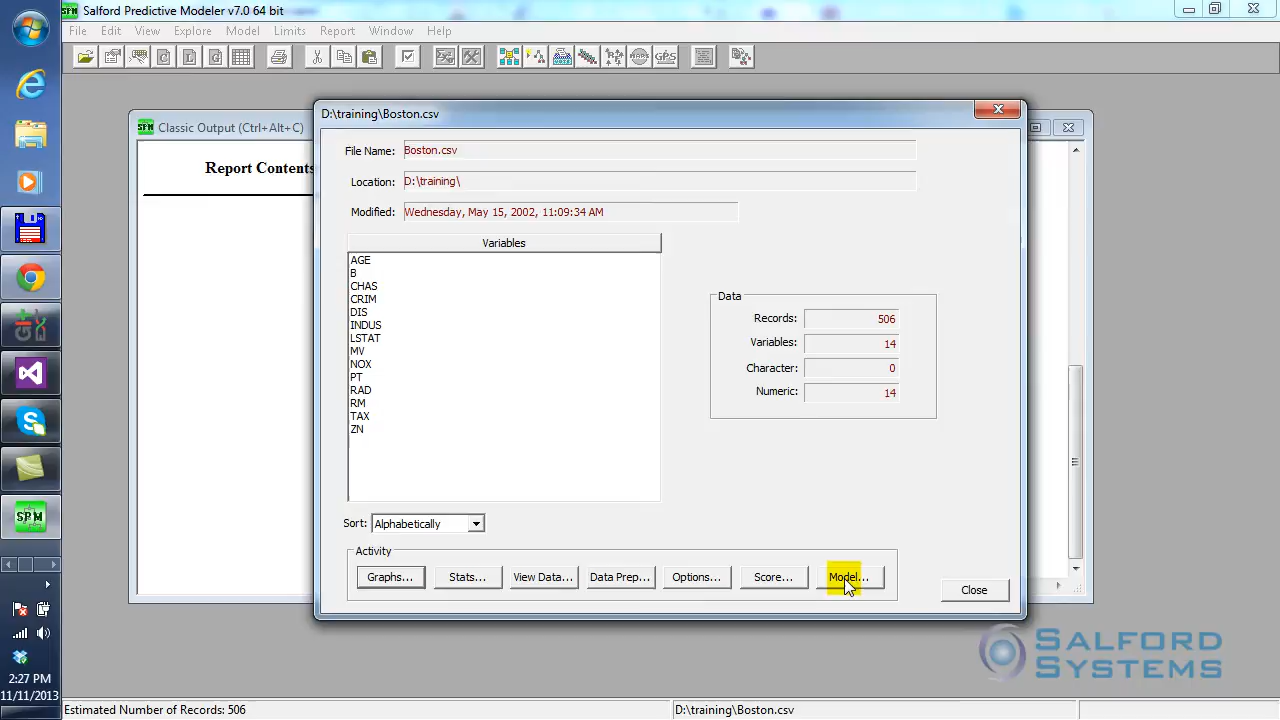 Salford Predictive Modeler v7.0 64 bit
File Edit View Explore Model Limits Report Window Help
Classic Output (Ctrl+Alt+C)
Report Contents
D:\training\Boston.csv
File Name: Boston.csv
Location: D:\training\
Modified: Wednesday, May 15, 2002, 11:09:34 AM
Variables
AGE
B
CHAS
CRIM
DIS
INDUS
LSTAT
MV
NOX
PT
RAD
RM
TAX
ZN
Data
Records: 506
Variables: 14
Character: 0
Numeric: 14
Sort: Alphabetically
Activity
Graphs... Stats... View Data... Data Prep... Options... Score... Model...
Close
SPM
2:27 PM
11/11/2013
SALFORD
SYSTEMS
Estimated Number of Records: 506
D:\training\Boston.csv